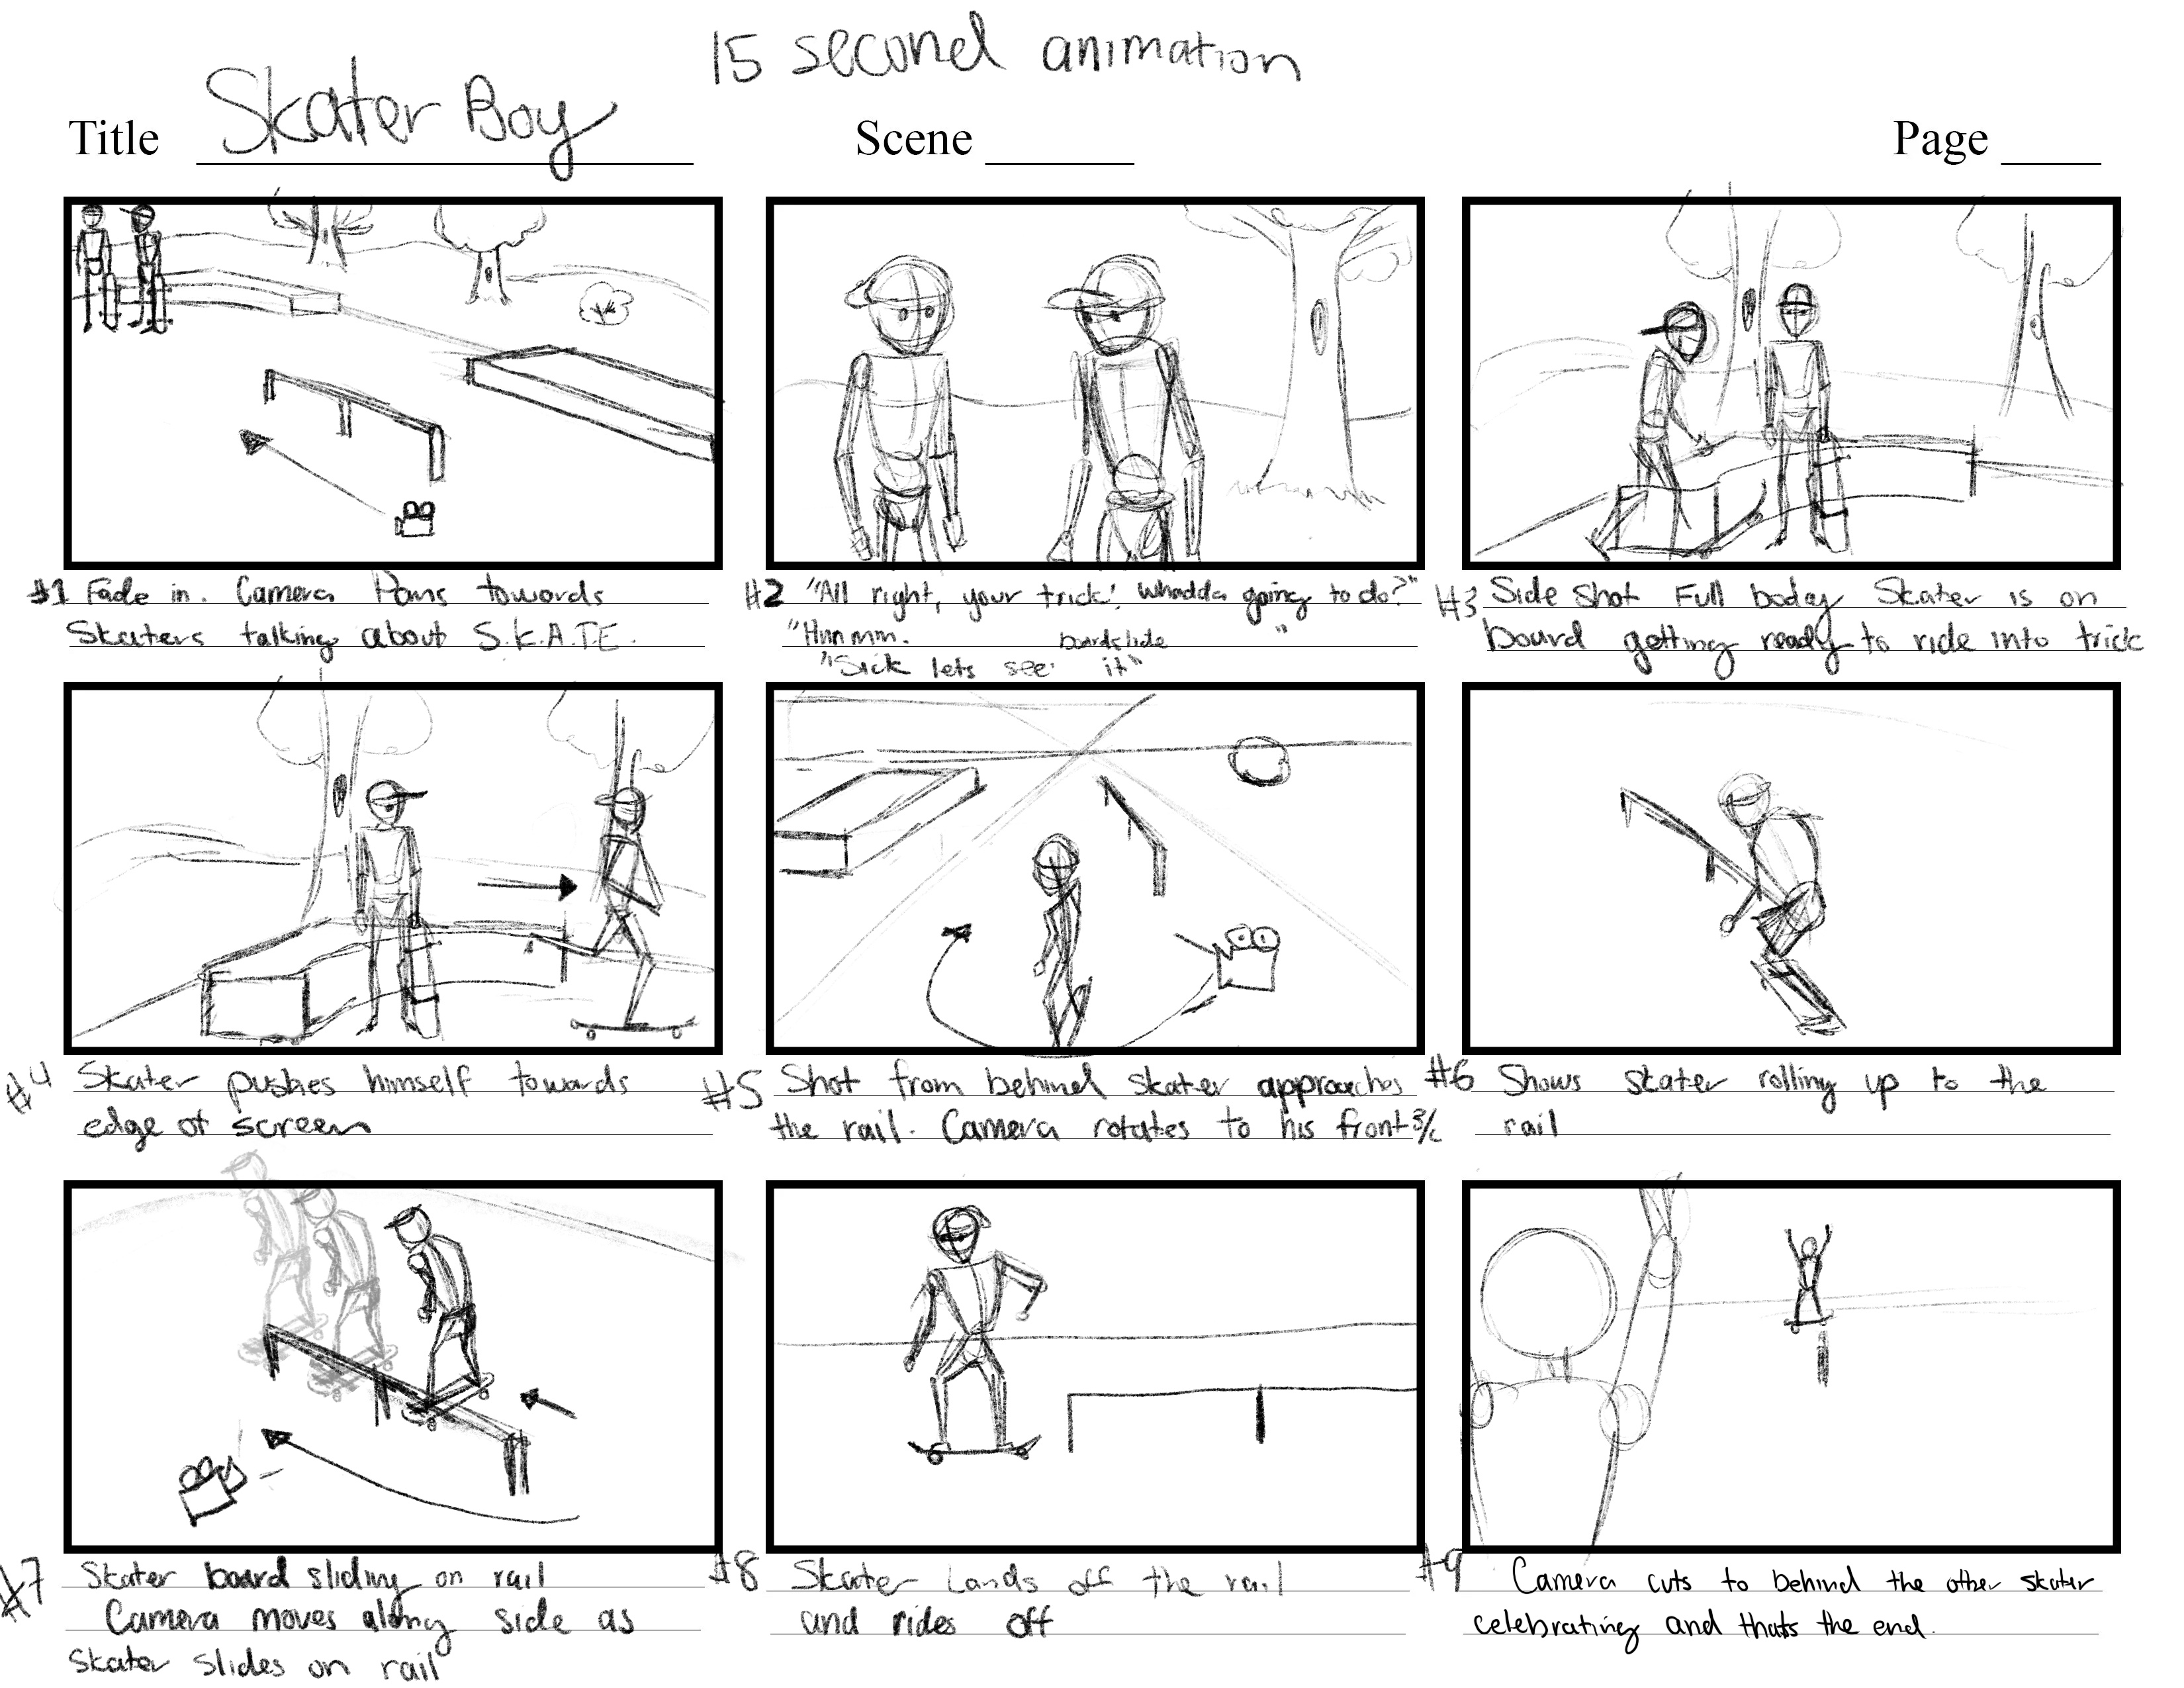 15 second animation
Title Skater Boy
Scene
Page
#1 Fade in. Camera Pans towards
Skaters talking about S.K.A.T.E.
#2 "All right, your trick! Whadda going to do?"
"Hmmmm. boardslide"
"Sick lets see it"
#3 Side Shot Full body Skater is on
board getting ready to ride into trick
#4 Skater pushes himself towards
edge of screen
#5 Shot from behind skater approaches
the rail. Camera rotates to his front 3/4
#6 Shows skater rolling up to the
rail
#7 Skater board sliding on rail
Camera moves along side as
skater slides on rail
#8 Skater Lands off the rail
and rides off
#9 Camera cuts to behind the other skater
celebrating and thats the end.